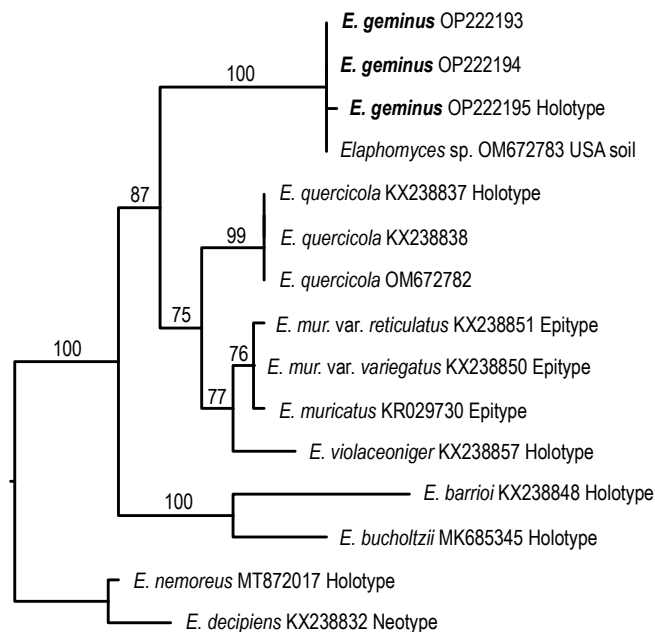 E. geminus OP222193
E. geminus OP222194
100
E. geminus OP222195 Holotype
Elaphomyces sp. OM672783 USA soil
87
E. quercicola KX238837 Holotype
99
E. quercicola KX238838
E. quercicola OM672782
75
E. mur. var. reticulatus KX238851 Epitype
76
E. mur. var. variegatus KX238850 Epitype
100
77
E. muricatus KR029730 Epitype
E. violaceoniger KX238857 Holotype
E. barrioi KX238848 Holotype
100
E. bucholtzii MK685345 Holotype
E. nemoreus MT872017 Holotype
E. decipiens KX238832 Neotype